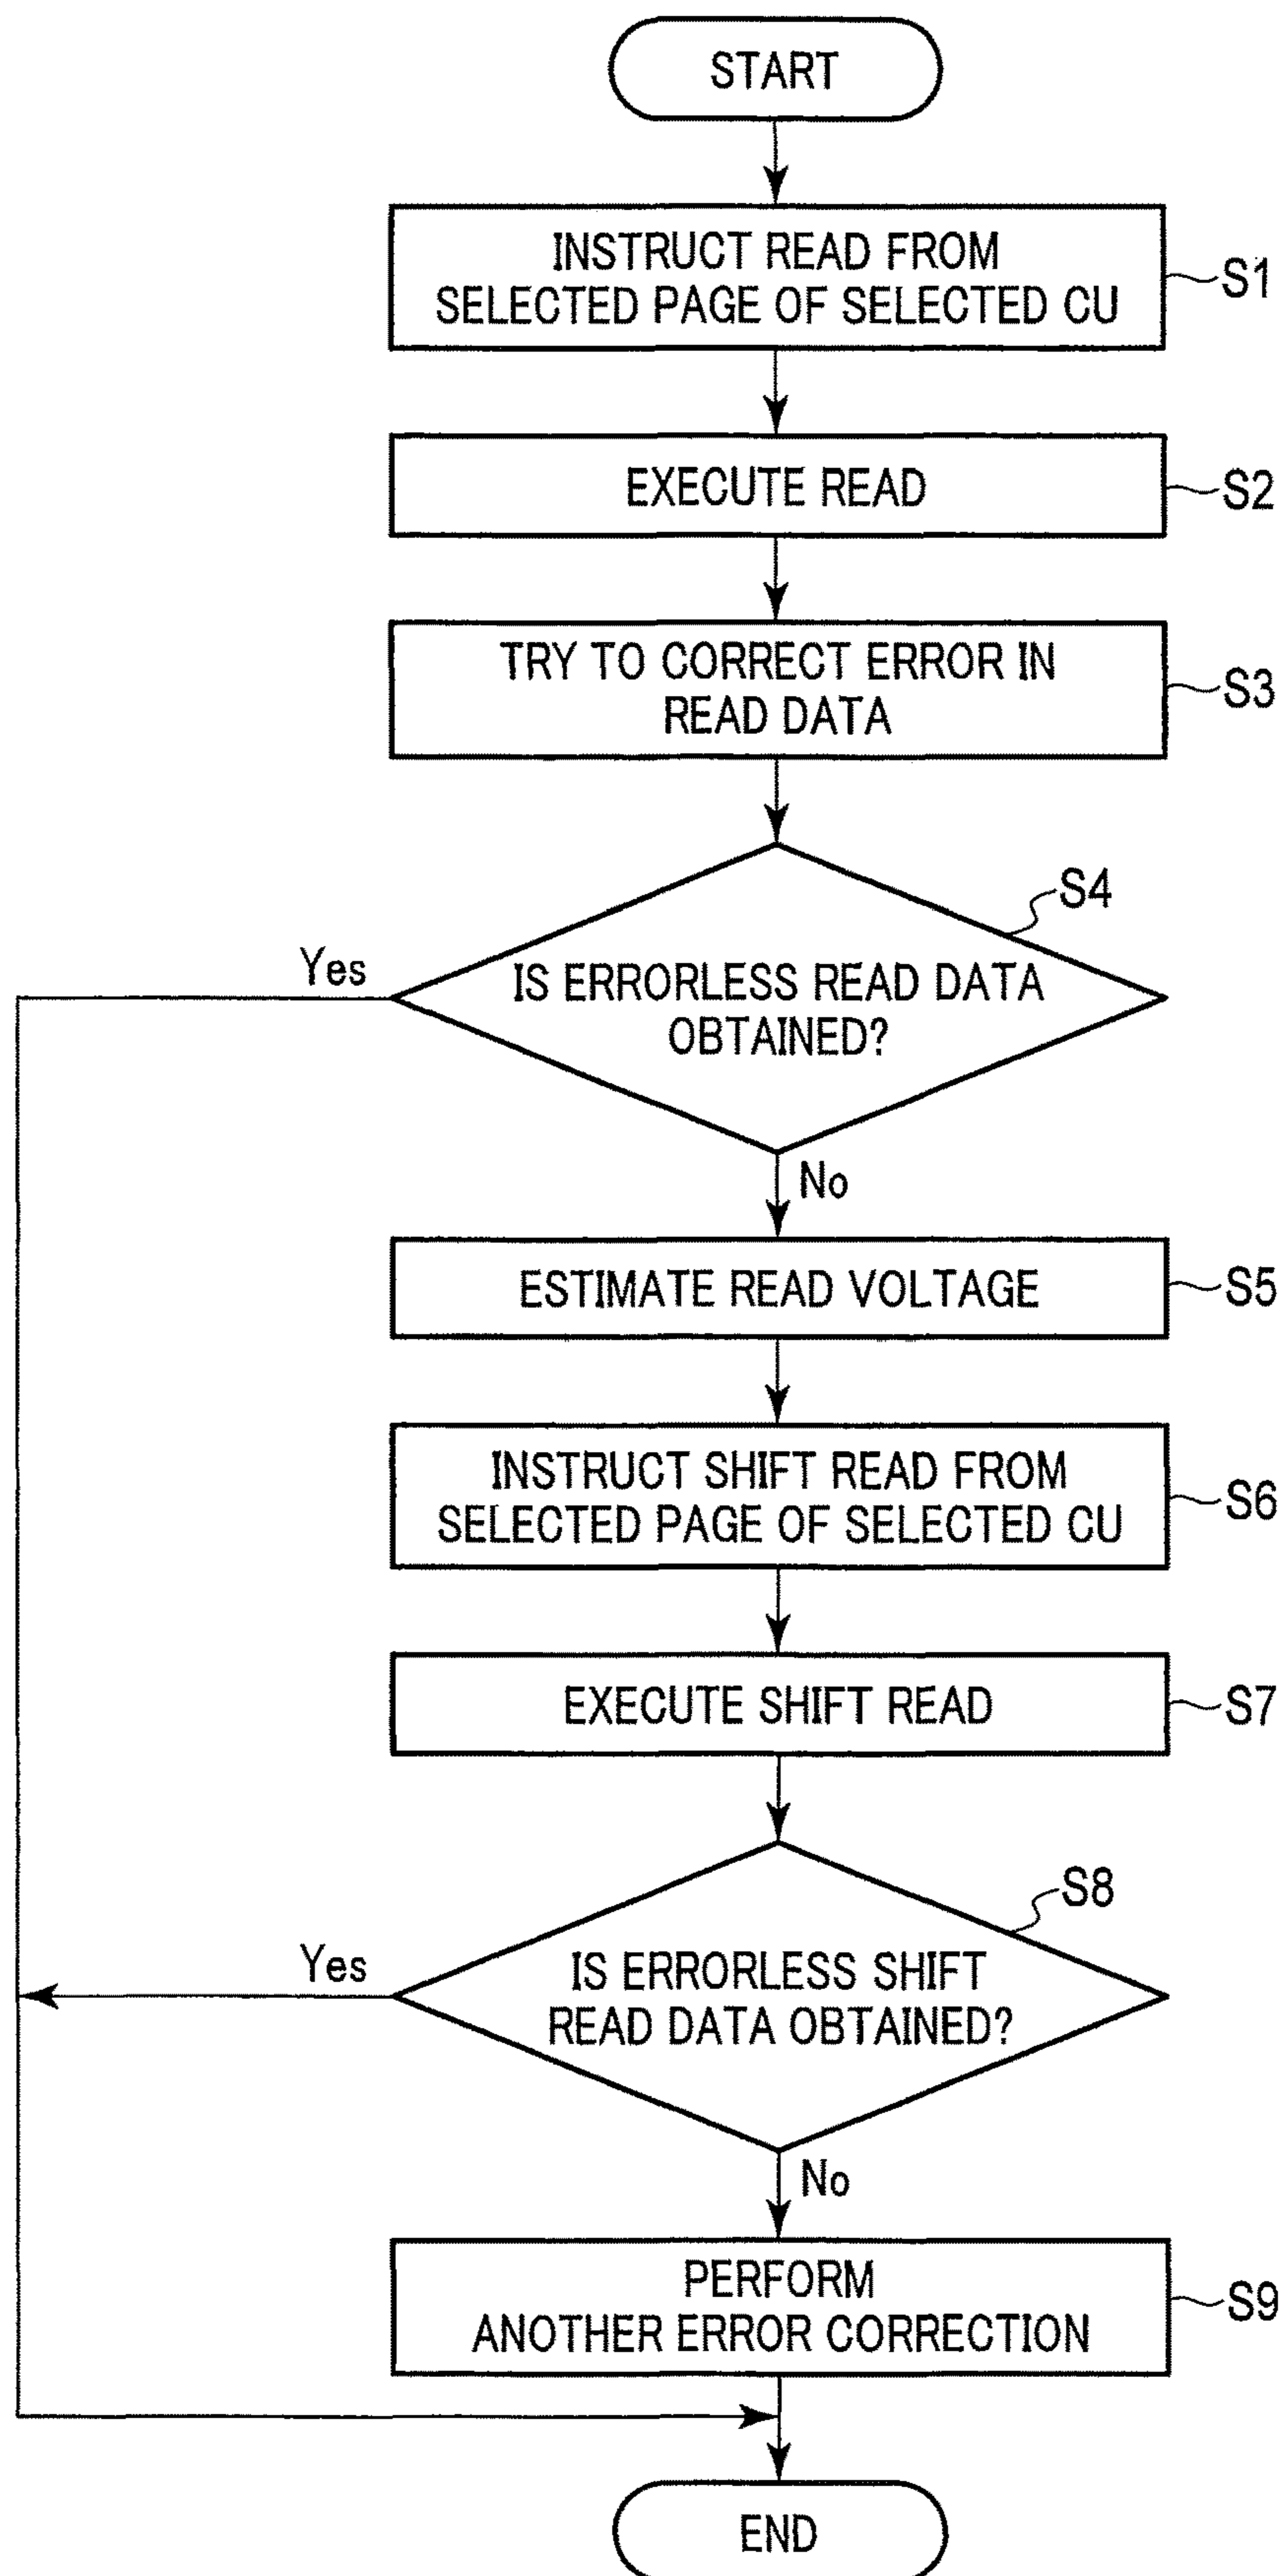 START
INSTRUCT READ FROM
SELECTED PAGE OF SELECTED CU
S1
EXECUTE READ
S2
TRY TO CORRECT ERROR IN
READ DATA
S3
S4
Yes
IS ERRORLESS READ DATA
OBTAINED?
No
ESTIMATE READ VOLTAGE
S5
INSTRUCT SHIFT READ FROM
SELECTED PAGE OF SELECTED CU
S6
EXECUTE SHIFT READ
S7
S8
Yes
IS ERRORLESS SHIFT
READ DATA OBTAINED?
No
PERFORM
ANOTHER ERROR CORRECTION
S9
END